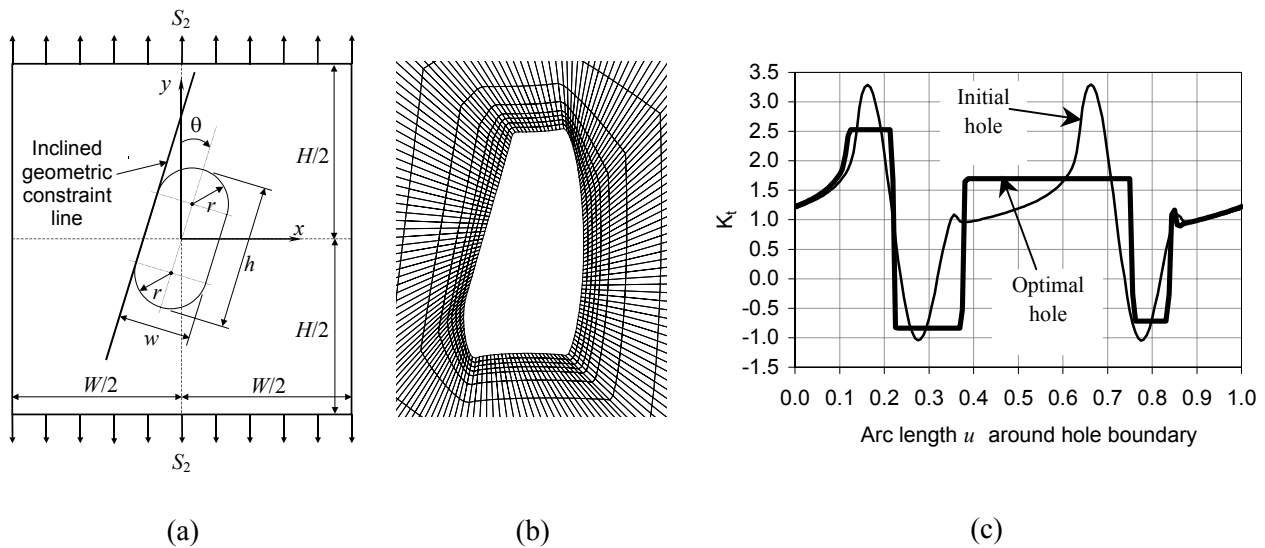 S₂
y
θ
Inclined
geometric
constraint
line
r
x
h
r
w
H/2
H/2
W/2
W/2
S₂
(a)
(b)
3.5
3.0
2.5
2.0
1.5
1.0
0.5
0.0
-0.5
-1.0
-1.5
Kₜ
Initial
hole
Optimal
hole
0.0 0.1 0.2 0.3 0.4 0.5 0.6 0.7 0.8 0.9 1.0
Arc length u around hole boundary
(c)